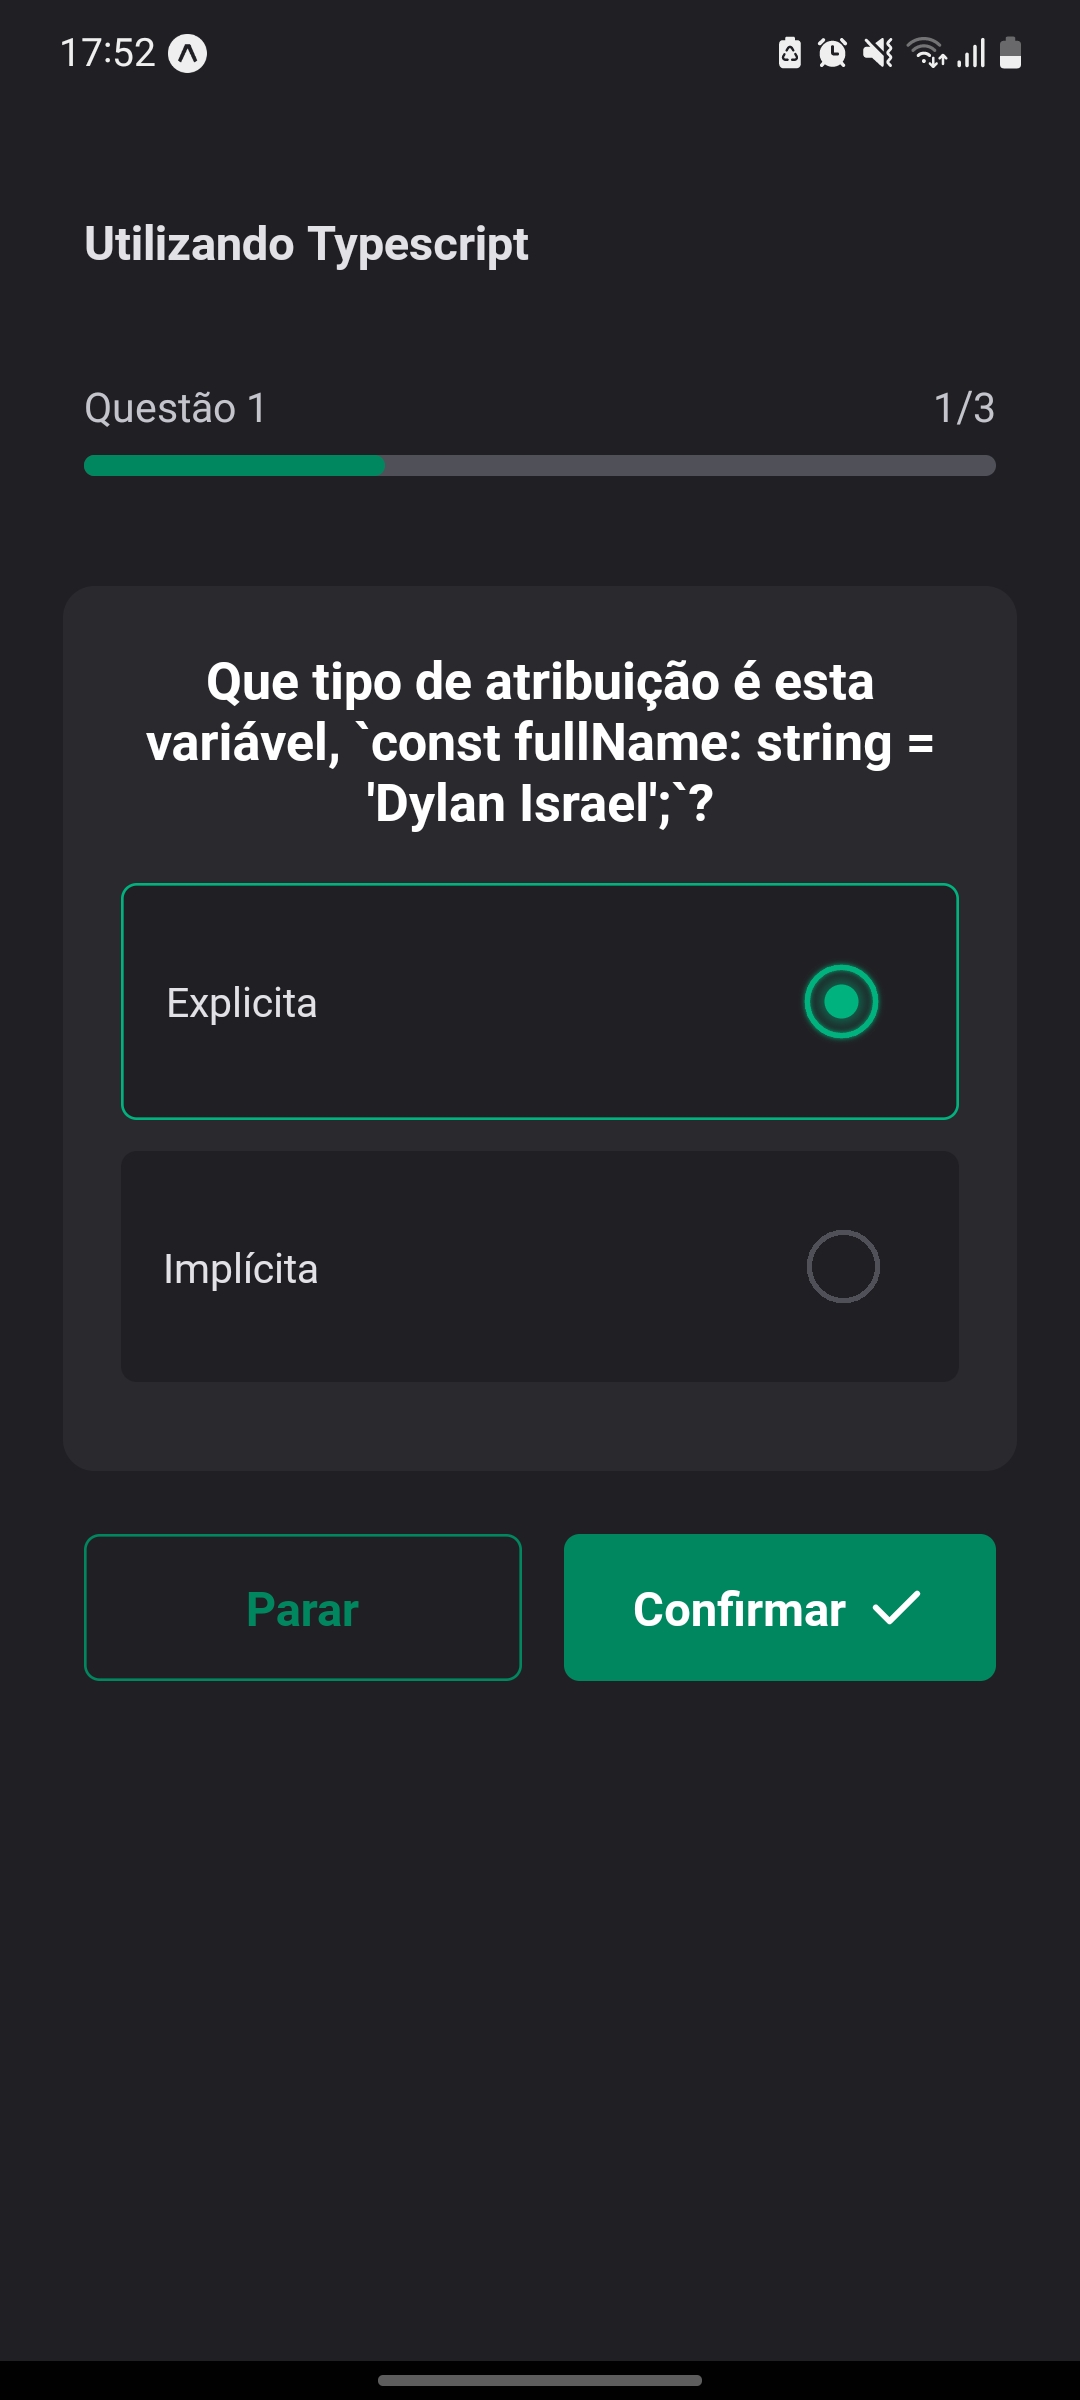 17:52
Utilizando Typescript
Questão 1
1/3
Que tipo de atribuição é esta
variável, `const fullName: string =
'Dylan Israel';`?
Explicita
Implícita
Parar
Confirmar